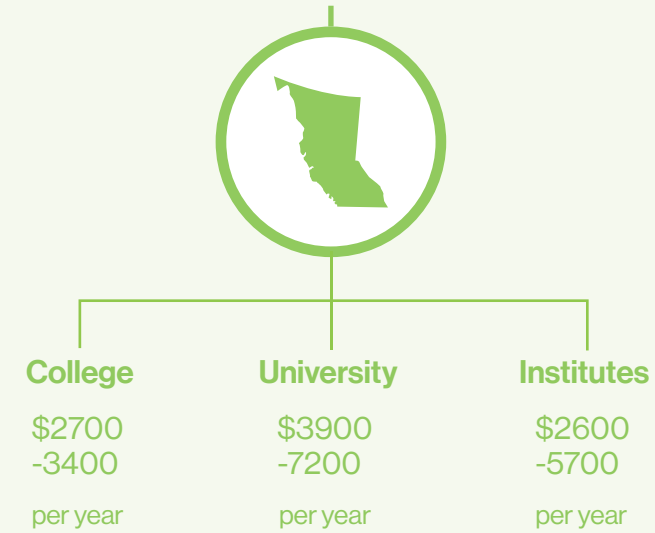 College
$2700
-3400
per year
University
$3900
-7200
per year
Institutes
$2600
-5700
per year